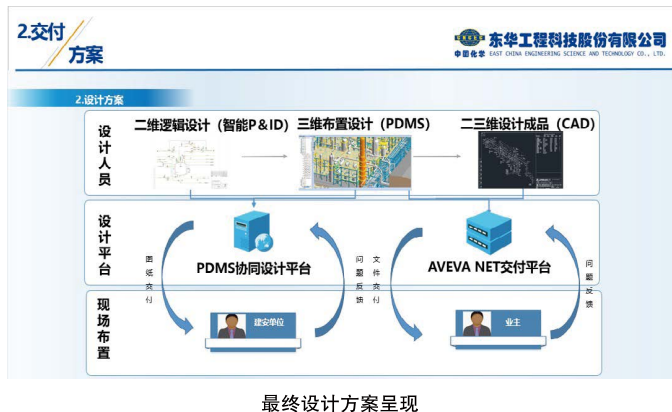 2.交付
方案
中国化学
东华工程科技股份有限公司
EAST CHINA ENGINEERING SCIENCE AND TECHNOLOGY CO., LTD.
2.设计方案
设计人员
二维逻辑设计（智能P&ID）
三维布置设计（PDMS）
二三维设计成品（CAD）
设计平台
PDMS协同设计平台
AVEVA NET交付平台
图纸交付
问题反馈
文件交付
问题反馈
现场布置
建安单位
业主
最终设计方案呈现